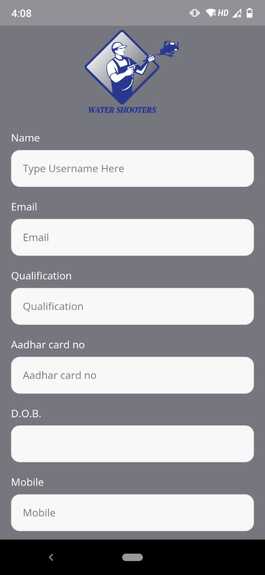 4:08
HD
WATER SHOOTERS
Name
Type Username Here
Email
Email
Qualification
Qualification
Aadhar card no
Aadhar card no
D.O.B.
Mobile
Mobile